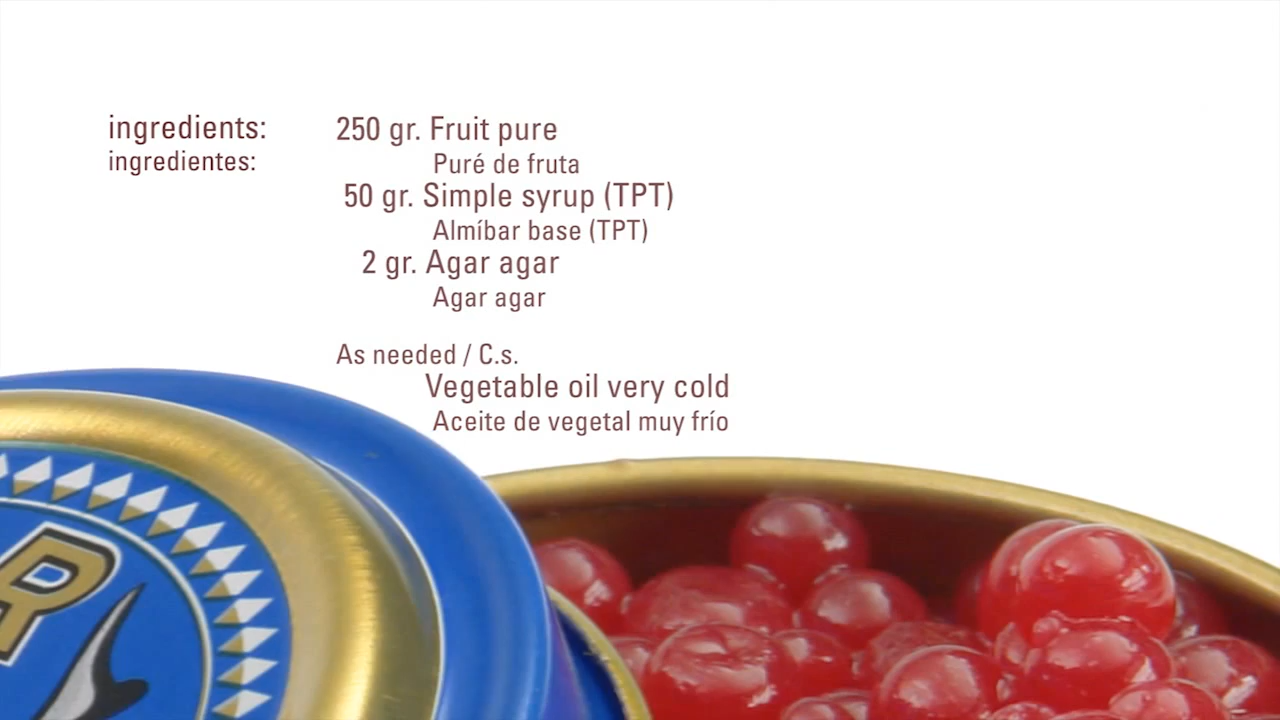 ingredients:
ingredientes:
250 gr. Fruit pure
Puré de fruta
50 gr. Simple syrup (TPT)
Almíbar base (TPT)
2 gr. Agar agar
Agar agar
As needed / C.s.
Vegetable oil very cold
Aceite de vegetal muy frío
R